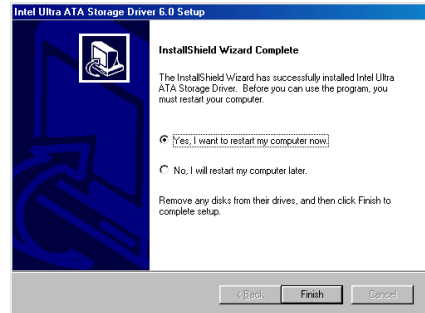 Intel Ultra ATA Storage Driver 6.0 Setup
InstallShield Wizard Complete
The InstallShield Wizard has successfully installed Intel Ultra
ATA Storage Driver. Before you can use the program, you
must restart your computer.
Yes, I want to restart my computer now.
No, I will restart my computer later.
Remove any disks from their drives, and then click Finish to
complete setup.
< Back
Finish
Cancel